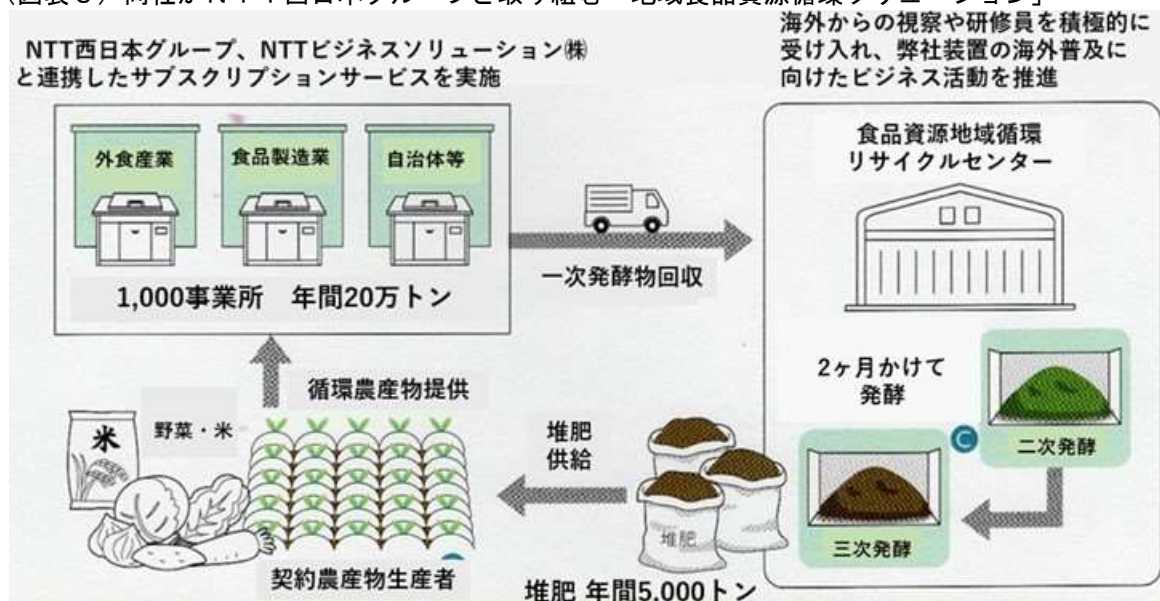 NTT西日本グループ、NTTビジネスソリューション㈱
と連携したサブスクリプションサービスを実施
海外からの視察や研修員を積極的に
受け入れ、弊社装置の海外普及に
向けたビジネス活動を推進
外食産業
食品製造業
自治体等
1,000事業所 年間20万トン
一次発酵物回収
食品資源地域循環
リサイクルセンター
2ヶ月かけて
発酵
二次発酵
C
三次発酵
循環農産物提供
米
野菜・米
堆肥
供給
堆肥
契約農産物生産者
堆肥 年間5,000トン